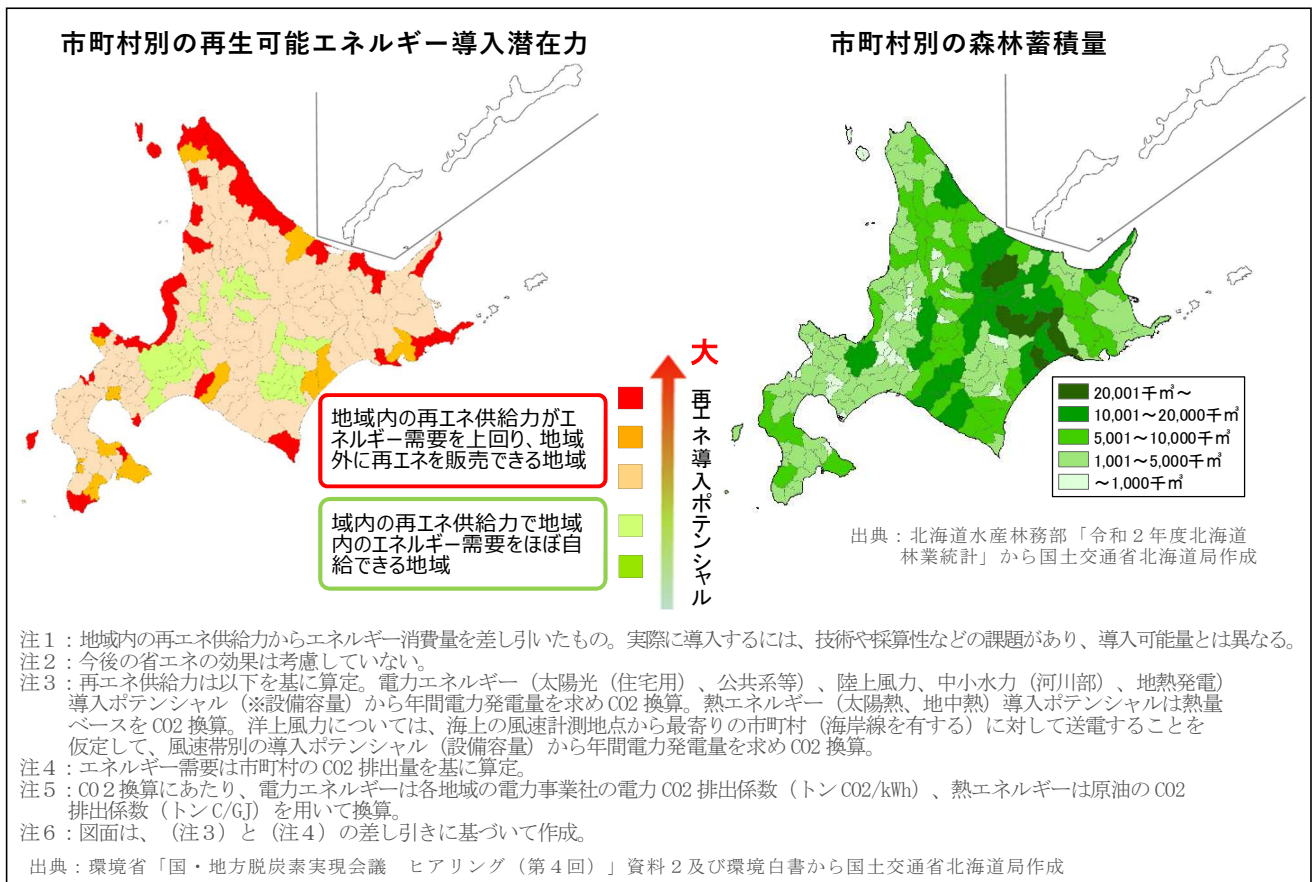 市町村別の再生可能エネルギー導入潜在力
市町村別の森林蓄積量
大
再エネ導入ポテンシャル
地域内の再エネ供給力がエ
ネルギー需要を上回り、地域
外に再エネを販売できる地域
域内の再エネ供給力で地域
内のエネルギー需要をほぼ自
給できる地域
20,001千㎥~
10,001~20,000千㎥
5,001~10,000千㎥
1,001~5,000千㎥
~1,000千㎥
出典：北海道水産林務部「令和２年度北海道
林業統計」から国土交通省北海道局作成
注１：地域内の再エネ供給力からエネルギー消費量を差し引いたもの。実際に導入するには、技術や採算性などの課題があり、導入可能量とは異なる。
注２：今後の省エネの効果は考慮していない。
注３：再エネ供給力は以下を基に算定。電力エネルギー（太陽光（住宅用）、公共系等）、陸上風力、中小水力（河川部）、地熱発電）
導入ポテンシャル（※設備容量）から年間電力発電量を求め CO2 換算。熱エネルギー（太陽熱、地中熱）導入ポテンシャルは熱量
ベースを CO2 換算。洋上風力については、海上の風速計測地点から最寄りの市町村（海岸線を有する）に対して送電することを
仮定して、風速帯別の導入ポテンシャル（設備容量）から年間電力発電量を求め CO2 換算。
注４：エネルギー需要は市町村の CO2 排出量を基に算定。
注５：CO２換算にあたり、電力エネルギーは各地域の電力事業社の電力 CO2 排出係数（トン CO2/kWh）、熱エネルギーは原油の CO2
排出係数（トン C/GJ）を用いて換算。
注６：図面は、（注３）と（注４）の差し引きに基づいて作成。
出典：環境省「国・地方脱炭素実現会議　ヒアリング（第４回）」資料２及び環境白書から国土交通省北海道局作成